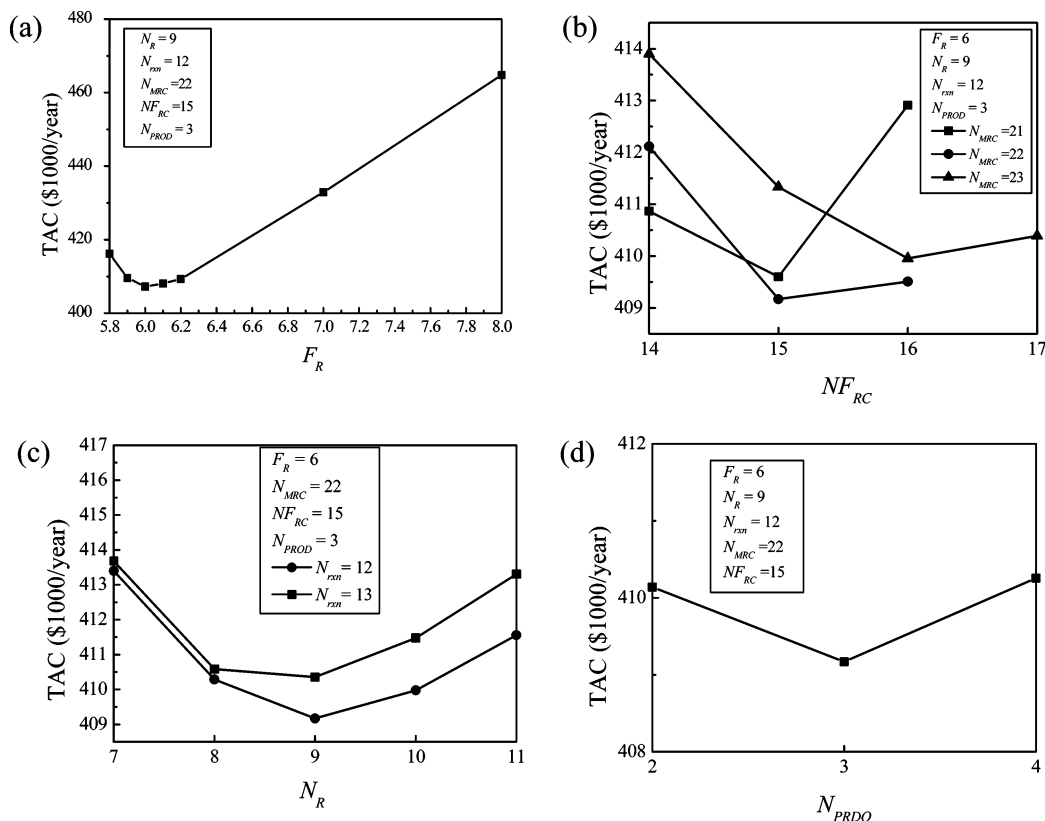 (a)
N_R = 9
N_rxn = 12
N_MRC =22
NF_RC =15
N_PROD = 3
TAC ($1000/year)
480
460
440
420
400
5.8 6.0 6.2 6.4 6.6 6.8 7.0 7.2 7.4 7.6 7.8 8.0
F_R
(b)
F_R = 6
N_R = 9
N_rxn = 12
N_PROD = 3
N_MRC =21
N_MRC =22
N_MRC =23
TAC ($1000/year)
414
413
412
411
410
409
14 15 16 17
NF_RC
(c)
F_R = 6
N_MRC = 22
NF_RC = 15
N_PROD = 3
N_rxn = 12
N_rxn = 13
TAC ($1000/year)
417
416
415
414
413
412
411
410
409
7 8 9 10 11
N_R
(d)
F_R = 6
N_R = 9
N_rxn = 12
N_MRC =22
NF_RC =15
TAC ($1000/year)
412
410
408
2 3 4
N_PRDO